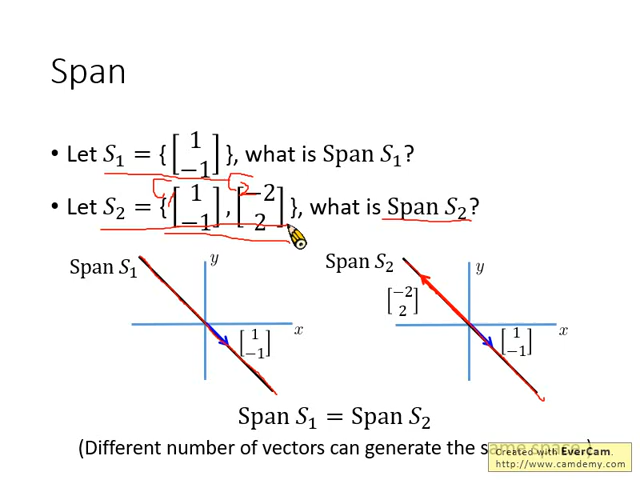 Span
• Let S₁ = { [1 −1] }, what is Span S₁?
• Let S₂ = { [1 −1] , [−2 2] }, what is Span S₂?
Span S₁
y
x
[1 −1]
Span S₂
y
[−2 2]
x
[1 −1]
Span S₁ = Span S₂
(Different number of vectors can generate the same space.)
Created with EverCam.
http://www.camdemy.com